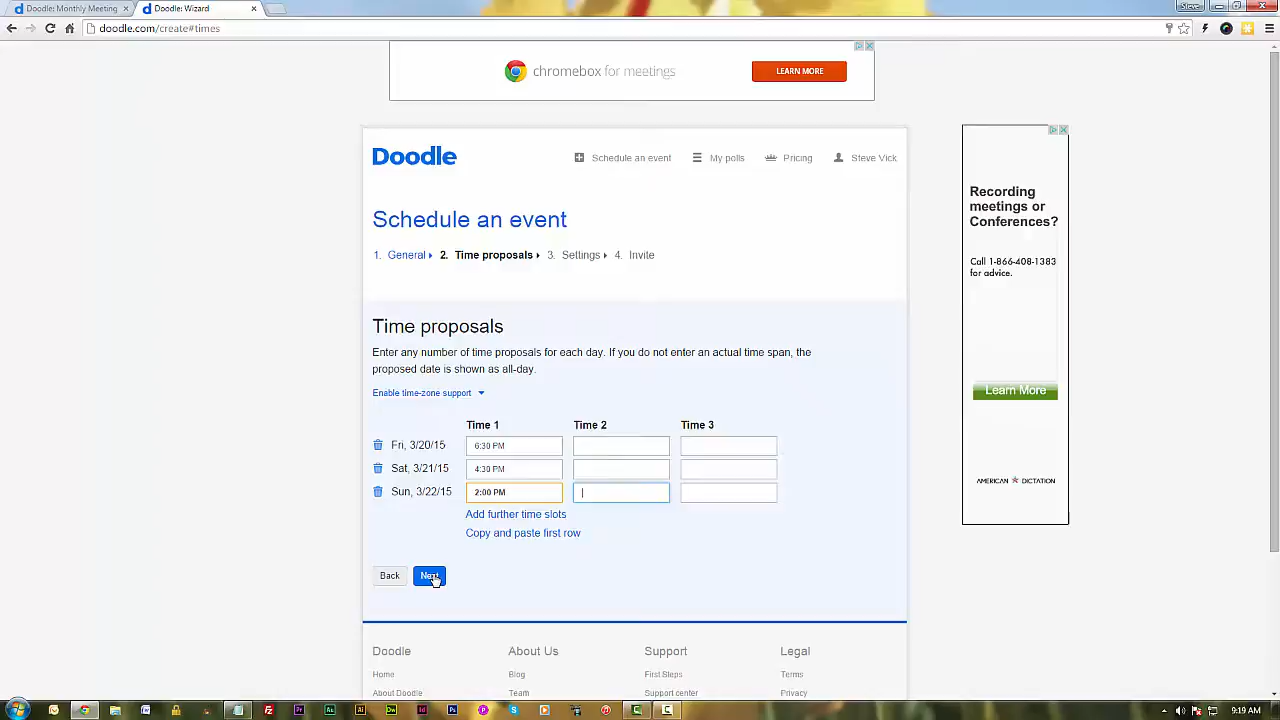 Doodle: Monthly Meeting
Doodle: Wizard
Steve
doodle.com/create#times
chromebox for meetings
LEARN MORE
Doodle
Schedule an event
My polls
Pricing
Steve Vick
Schedule an event
1. General
2. Time proposals
3. Settings
4. Invite
Time proposals
Enter any number of time proposals for each day. If you do not enter an actual time span, the
proposed date is shown as all-day.
Enable time-zone support
Time 1 Time 2 Time 3
Fri, 3/20/15 6:30 PM
Sat, 3/21/15 4:30 PM
Sun, 3/22/15 2:00 PM
Add further time slots
Copy and paste first row
Back
Next
Recording
meetings or
Conferences?
Call 1-866-408-1383
for advice.
Learn More
AMERICAN DICTATION
Doodle About Us Support Legal
Home Blog First Steps Terms
About Doodle Team Support center Privacy
9:19 AM